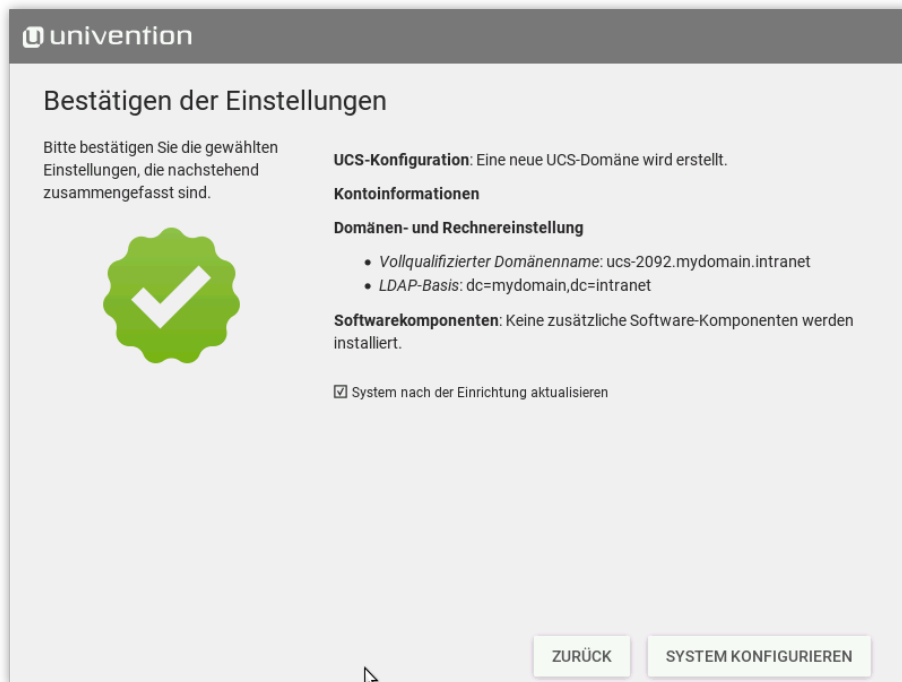 univention
Bestätigen der Einstellungen
Bitte bestätigen Sie die gewählten
Einstellungen, die nachstehend
zusammengefasst sind.
UCS-Konfiguration: Eine neue UCS-Domäne wird erstellt.
Kontoinformationen
Domänen- und Rechnereinstellung
• Vollqualifizierter Domänenname: ucs-2092.mydomain.intranet
• LDAP-Basis: dc=mydomain,dc=intranet
Softwarekomponenten: Keine zusätzliche Software-Komponenten werden
installiert.
System nach der Einrichtung aktualisieren
ZURÜCK
SYSTEM KONFIGURIEREN